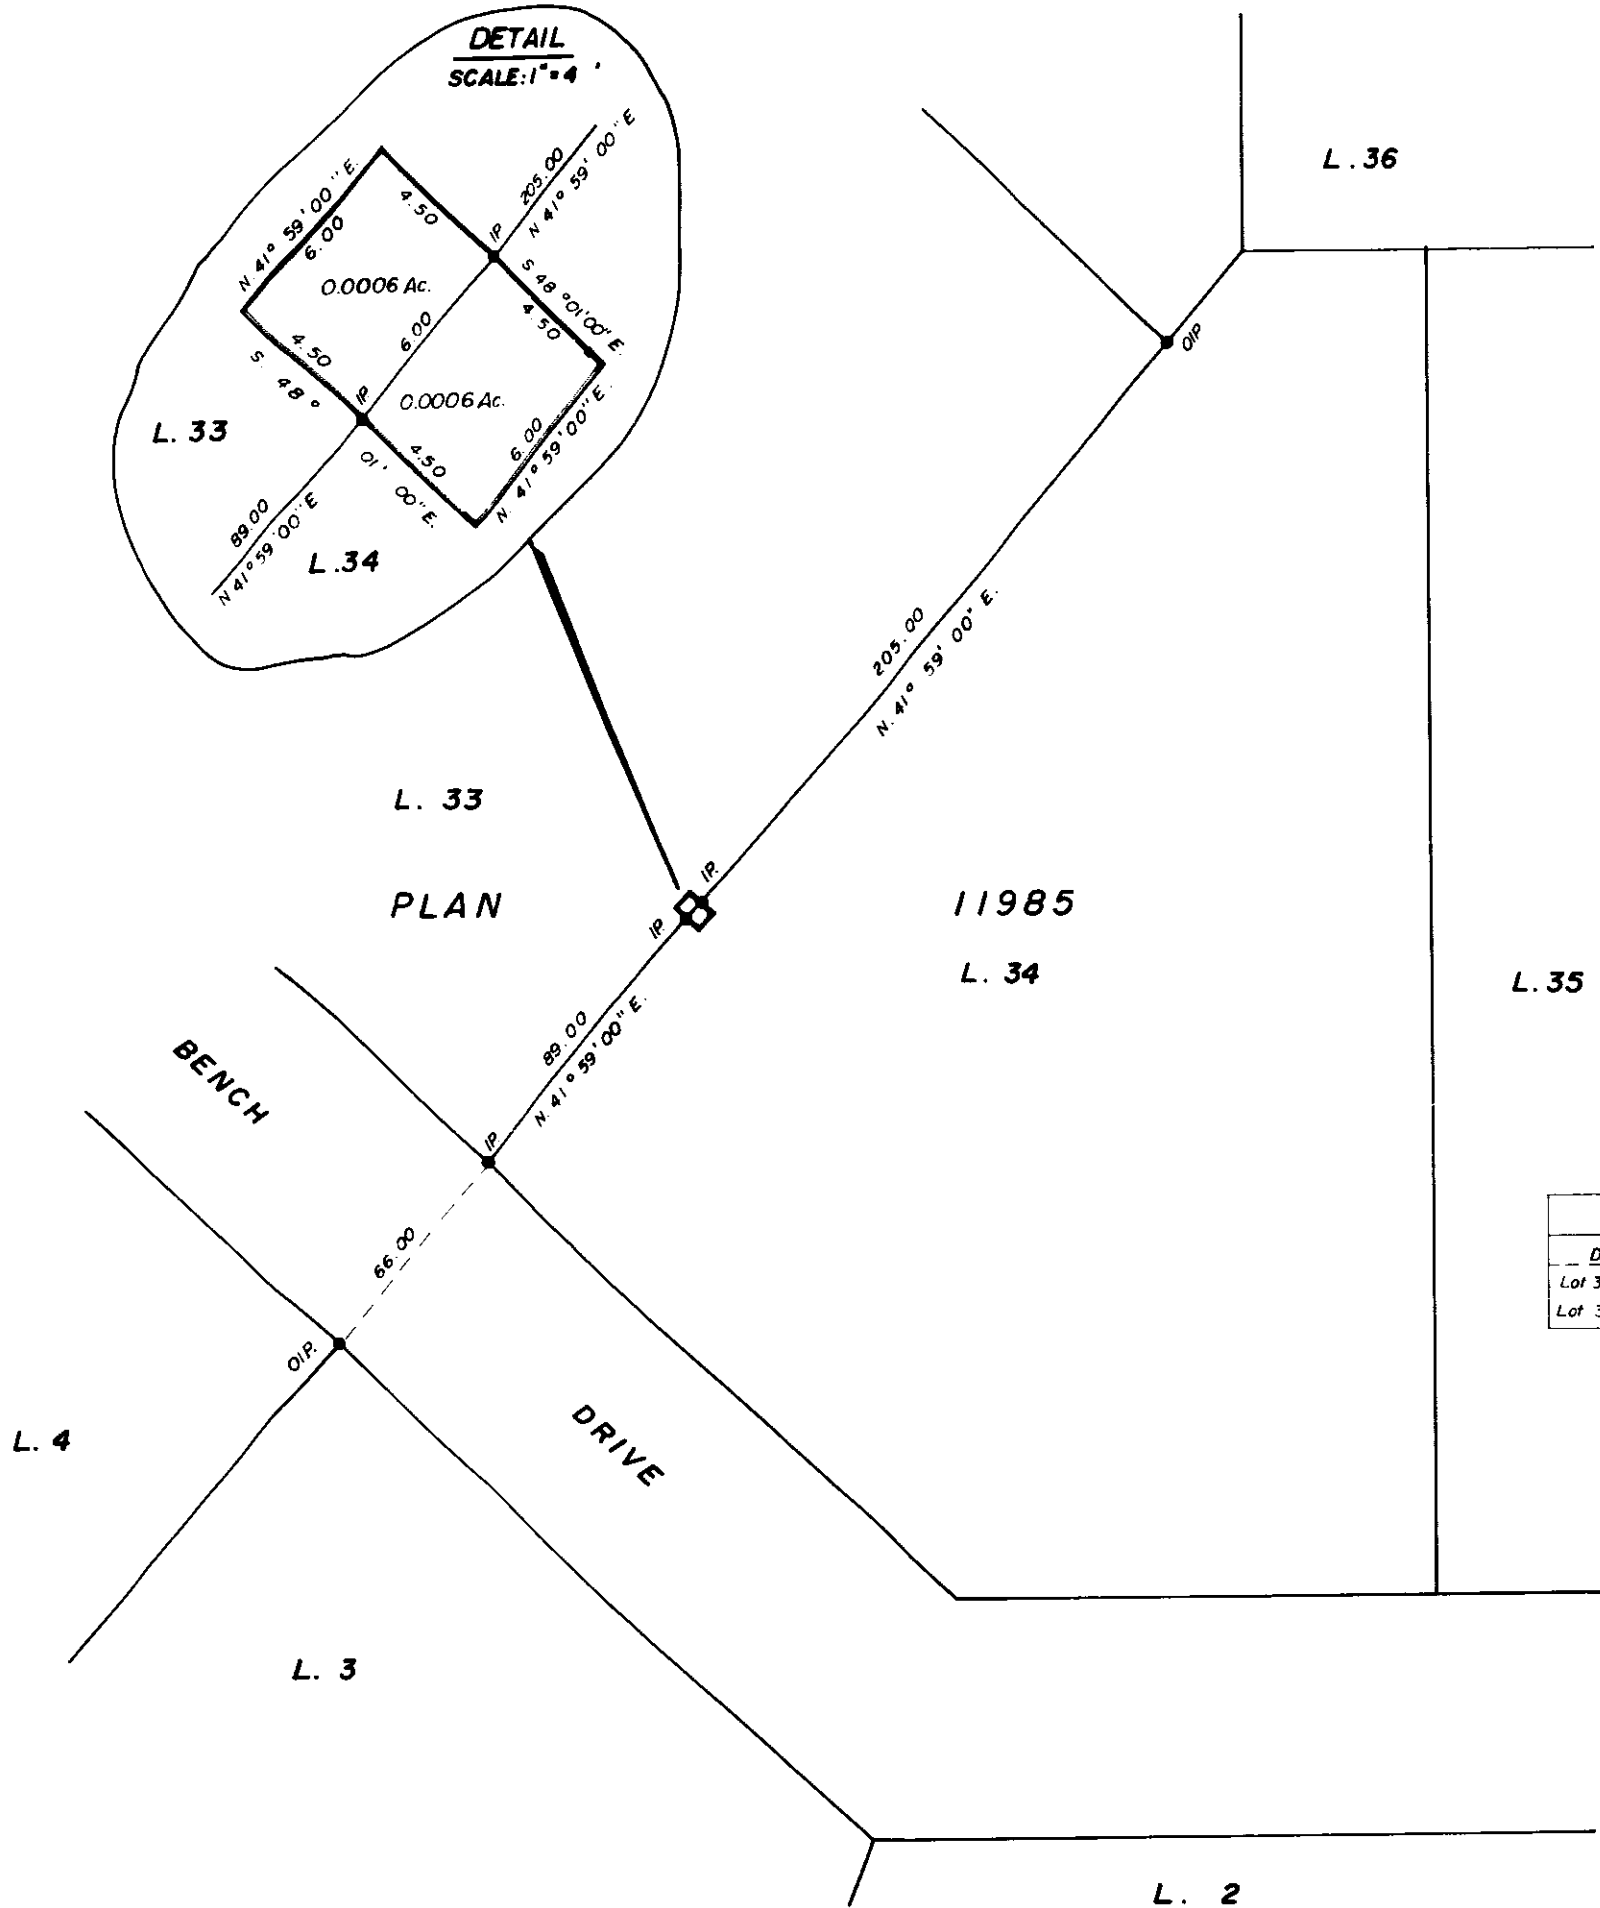 DETAIL
SCALE: 1" = 4 '
N. 41° 59' 00" E.
6.00
4.50
IP
205.00
N 41° 59' 00" E
0.0006 Ac.
S 48 °01'00" E.
4.50
6.00
4.50
S. 48°
IP
0.0006 Ac.
01' 00" E.
4.50
6.00
N. 41° 59' 00" E.
L. 33
89.00
N 41° 59' 00" E
L. 34
L. 36
OIP
205.00
N. 41° 59' 00" E.
L. 33
IP.
PLAN
11985
IP.
L. 34
L. 35
89.00
N. 41° 59' 00" E.
BENCH
IP.
66.00
D
Lot 3
Lot 3
OIP.
DRIVE
L. 4
L. 3
L. 2